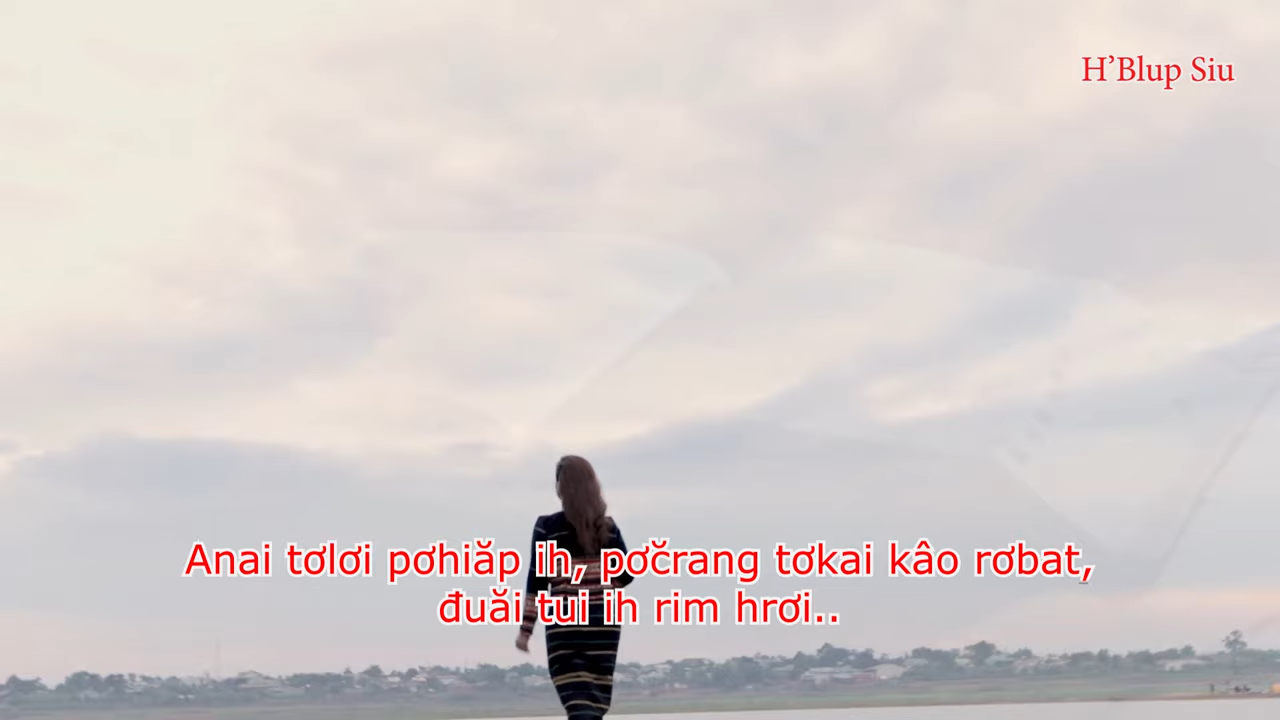 H’Blup Siu
Anai tơlơi pơhiăp ih, pơčrang tơkai kâo rơbat,
đuăi tui ih rim hrơi..